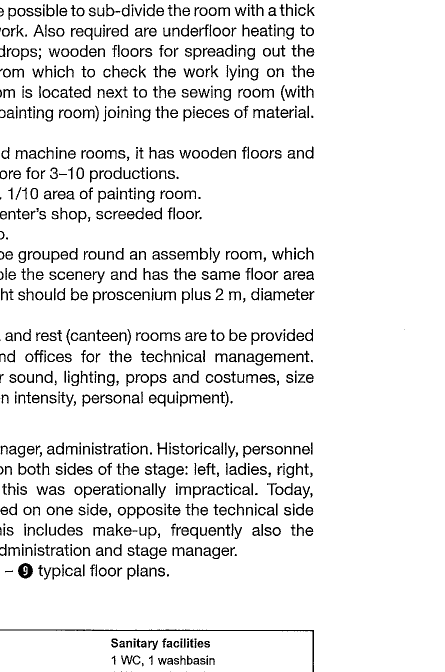 possible to sub-divide the room with a thick
ork. Also required are underfloor heating to
drops; wooden floors for spreading out the
rom which to check the work lying on the
m is located next to the sewing room (with
painting room) joining the pieces of material.
d machine rooms, it has wooden floors and
ore for 3–10 productions.
. 1/10 area of painting room.
enter's shop, screeded floor.
o.
be grouped round an assembly room, which
ble the scenery and has the same floor area
ht should be proscenium plus 2 m, diameter
and rest (canteen) rooms are to be provided
nd offices for the technical management.
r sound, lighting, props and costumes, size
n intensity, personal equipment).
nager, administration. Historically, personnel
on both sides of the stage: left, ladies, right,
this was operationally impractical. Today,
ed on one side, opposite the technical side
his includes make-up, frequently also the
dministration and stage manager.
– 9 typical floor plans.
Sanitary facilities
1 WC, 1 washbasin